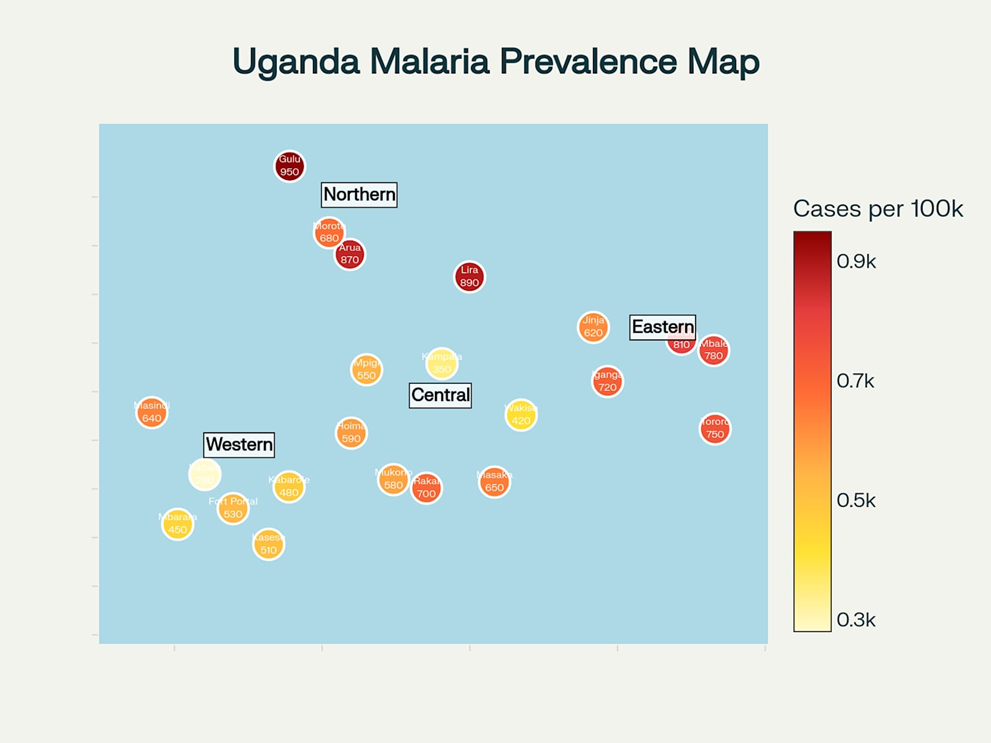 Uganda Malaria Prevalence Map
Cases per 100k
0.9k
0.7k
0.5k
0.3k
Gulu
950
Northern
Moroto
680
Arua
870
Lira
890
Jinja
620
Eastern
810
Mbale
780
Kampala
350
Mpigi
550
Iganga
720
Central
Masindi
640
Wakiso
420
Tororo
750
Hoima
590
Western
Kabarole
480
Mukono
580
Rakai
700
Masaka
650
Fort Portal
530
Mbarara
450
Kasese
510